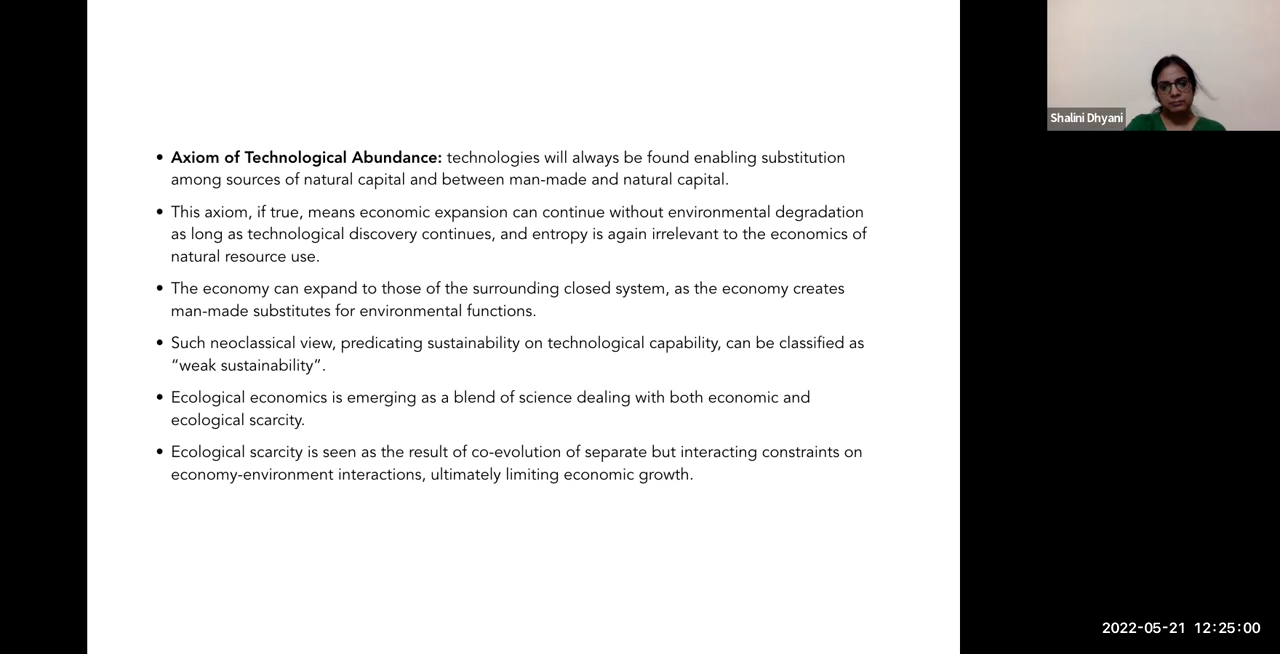 • Axiom of Technological Abundance: technologies will always be found enabling substitution
among sources of natural capital and between man-made and natural capital.
• This axiom, if true, means economic expansion can continue without environmental degradation
as long as technological discovery continues, and entropy is again irrelevant to the economics of
natural resource use.
• The economy can expand to those of the surrounding closed system, as the economy creates
man-made substitutes for environmental functions.
• Such neoclassical view, predicating sustainability on technological capability, can be classified as
“weak sustainability”.
• Ecological economics is emerging as a blend of science dealing with both economic and
ecological scarcity.
• Ecological scarcity is seen as the result of co-evolution of separate but interacting constraints on
economy-environment interactions, ultimately limiting economic growth.
Shalini Dhyani
2022-05-21 12:25:00